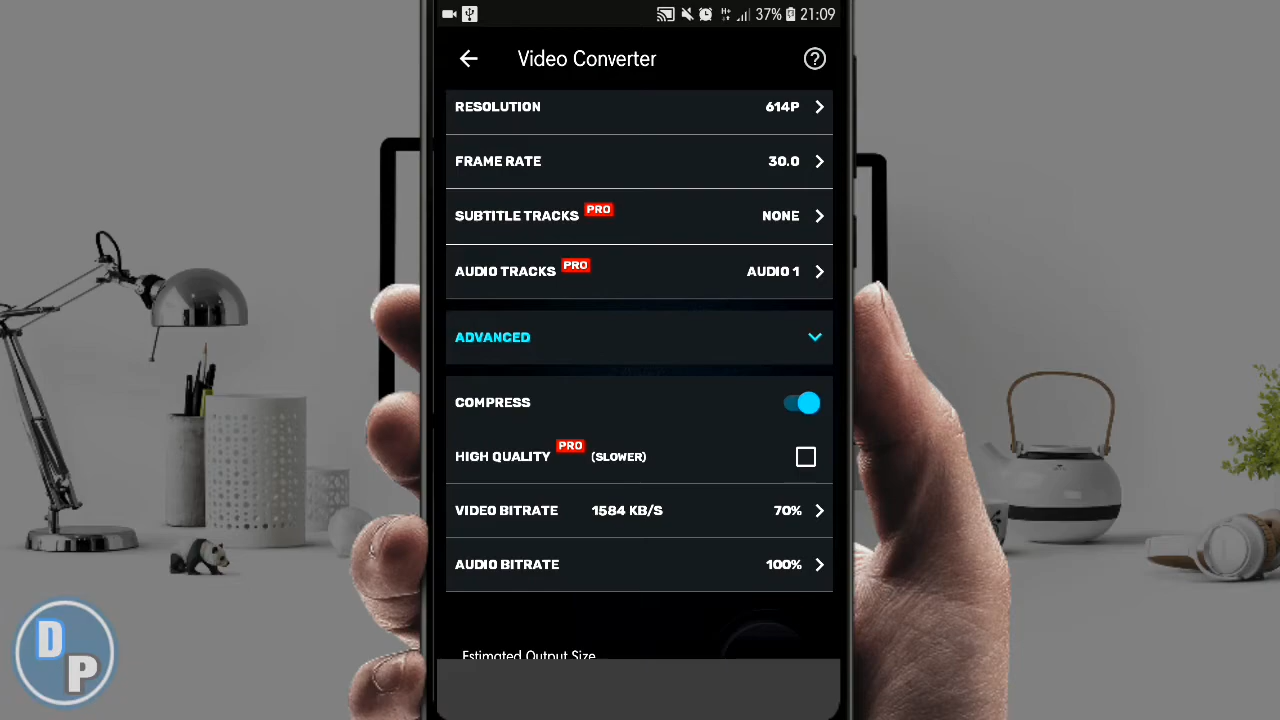 H+ 37% 21:09
Video Converter ?
RESOLUTION 614P
FRAME RATE 30.0
SUBTITLE TRACKS PRO NONE
AUDIO TRACKS PRO AUDIO 1
ADVANCED
COMPRESS
HIGH QUALITY PRO (SLOWER)
VIDEO BITRATE 1584 KB/S 70%
AUDIO BITRATE 100%
Estimated Output Size
D
P